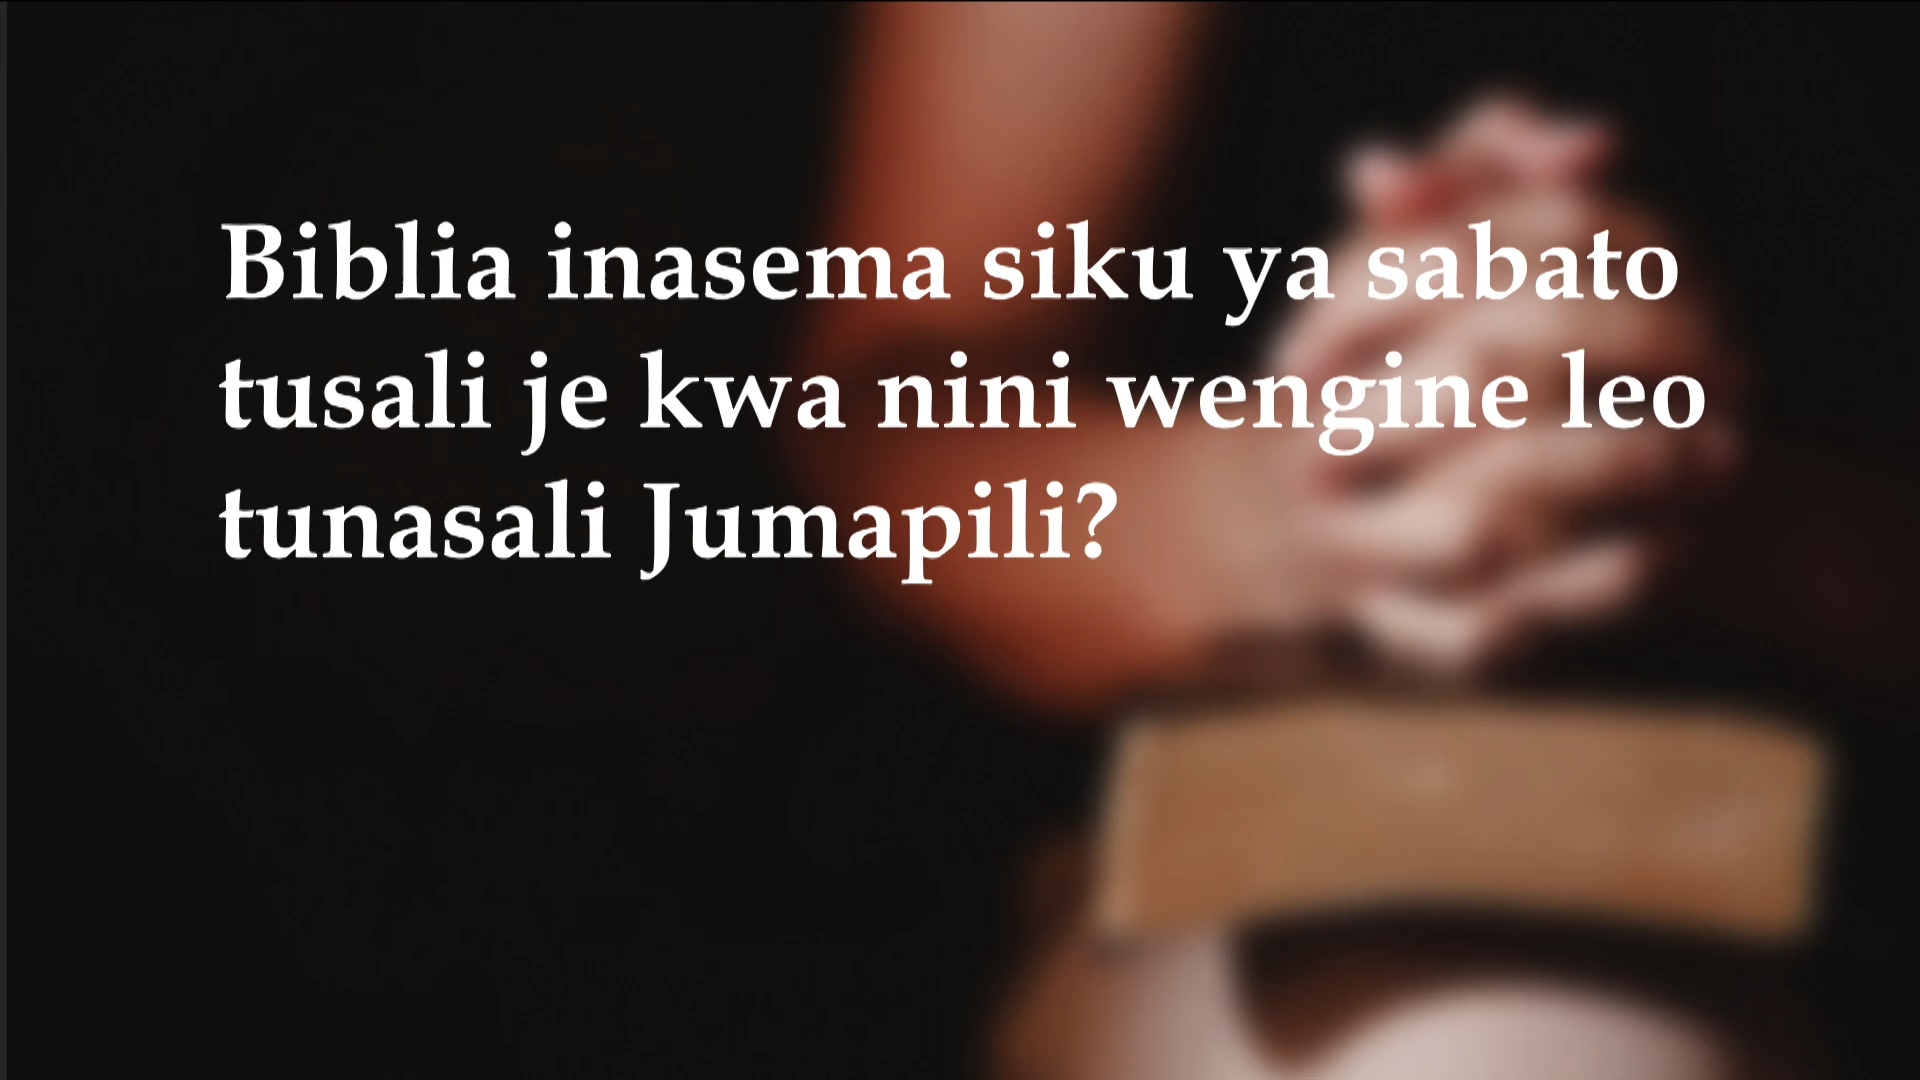 Biblia inasema siku ya sabato
tusali je kwa nini wengine leo
tunasali Jumapili?